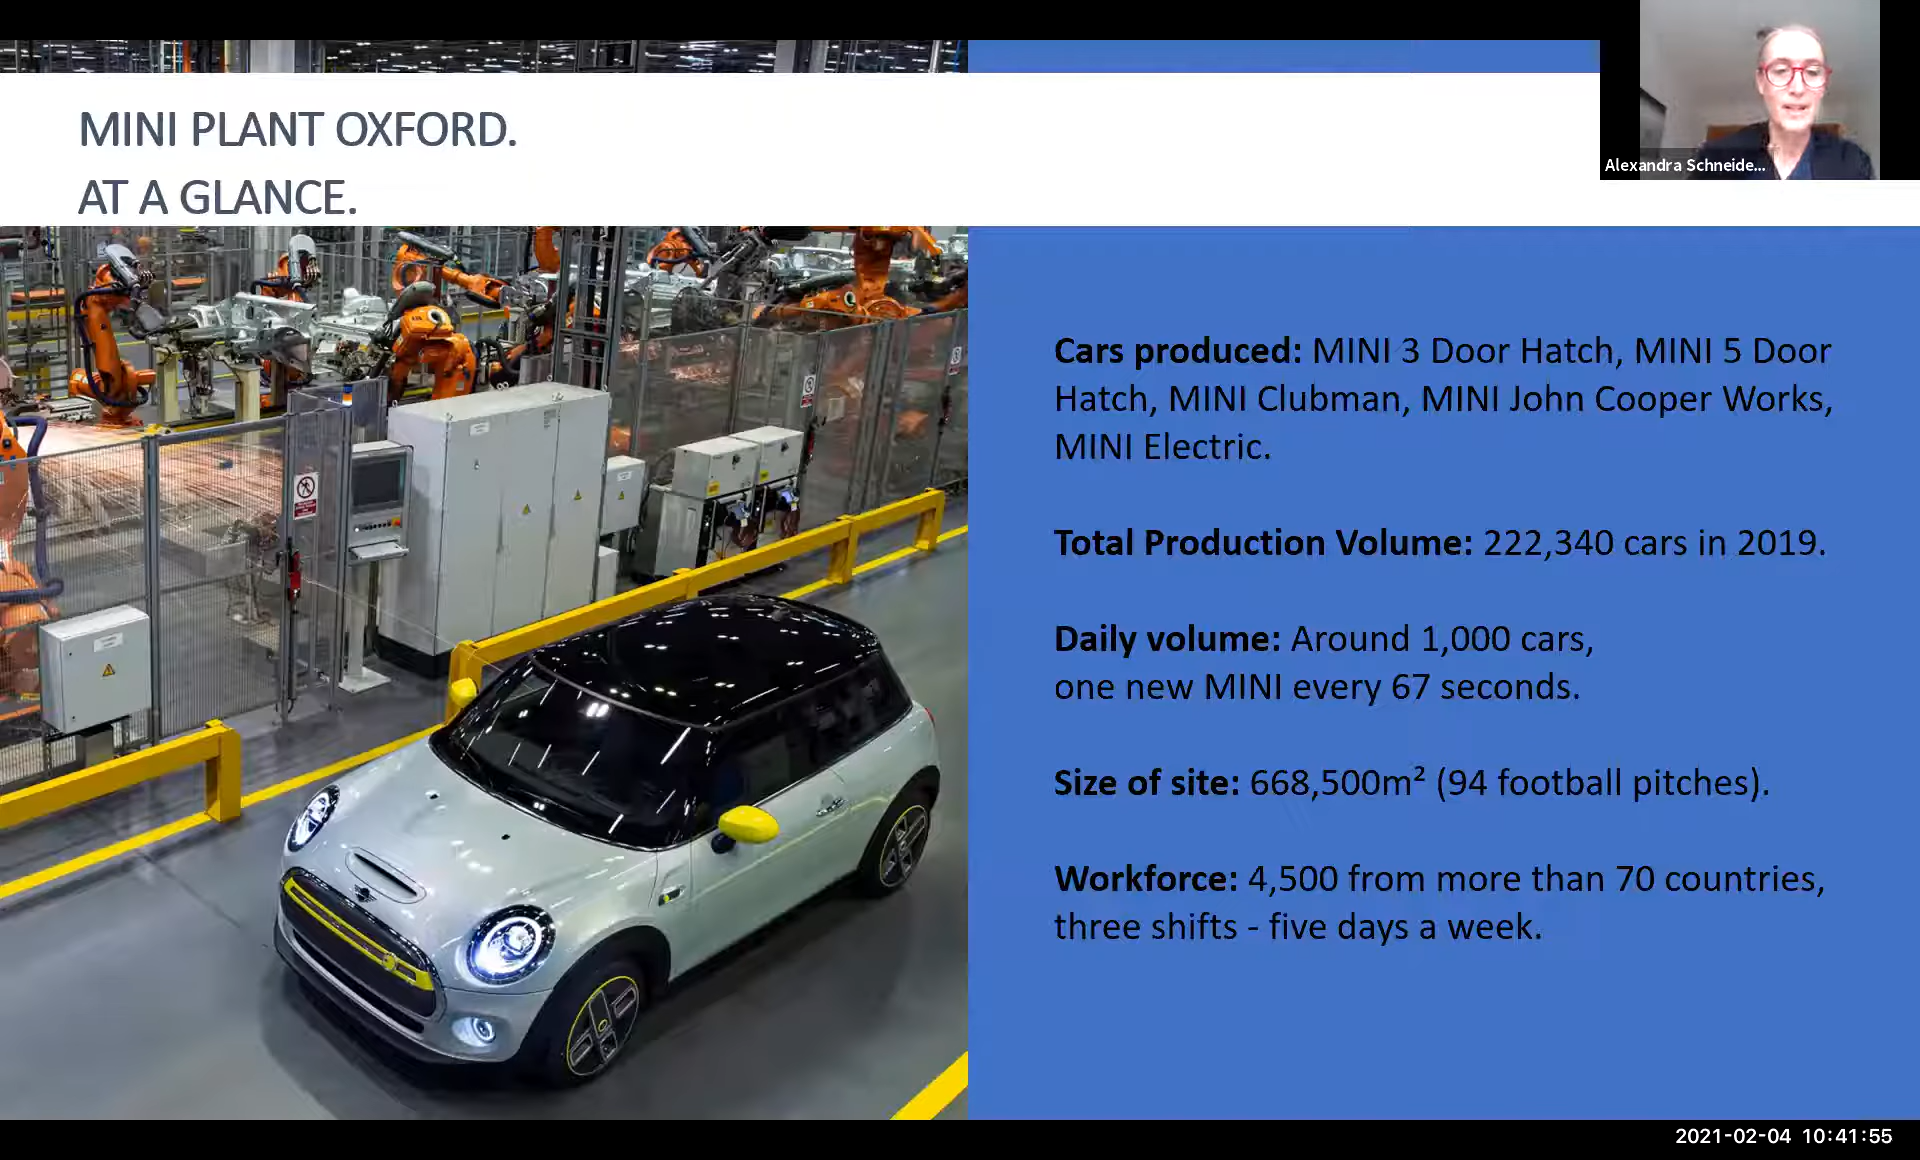 MINI PLANT OXFORD.
AT A GLANCE.
Alexandra Schneide...
Cars produced: MINI 3 Door Hatch, MINI 5 Door
Hatch, MINI Clubman, MINI John Cooper Works,
MINI Electric.
Total Production Volume: 222,340 cars in 2019.
Daily volume: Around 1,000 cars,
one new MINI every 67 seconds.
Size of site: 668,500m² (94 football pitches).
Workforce: 4,500 from more than 70 countries,
three shifts - five days a week.
2021-02-04 10:41:55